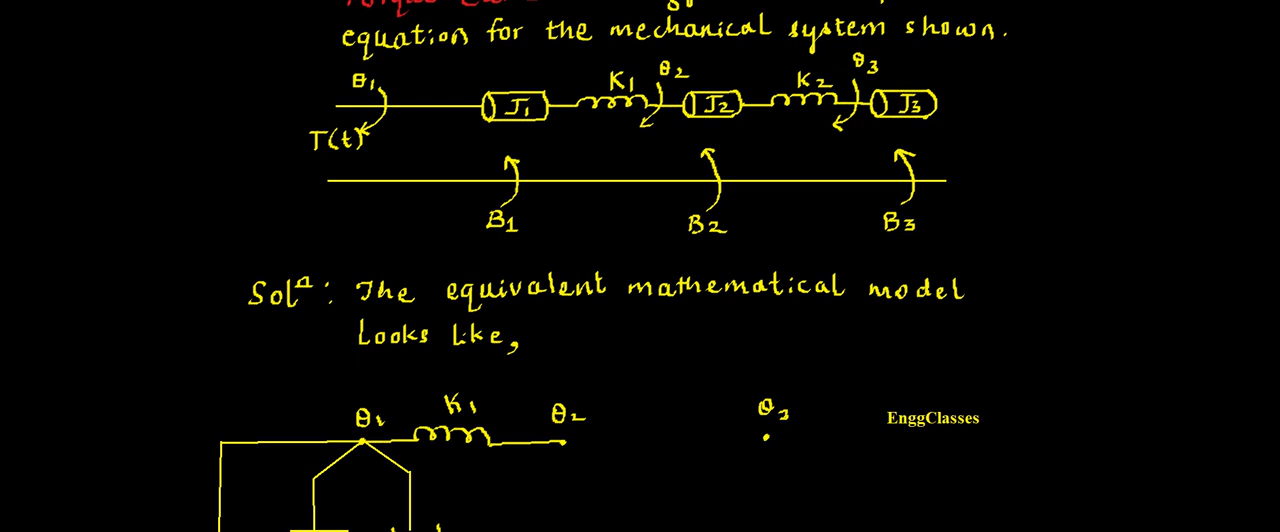 Torque
equation for the mechanical system shown.
θ1 K1 θ2 K2 θ3
J1 J2 J3
T(t)
B1 B2 B3
Solⁿ: The equivalent mathematical model
Looks like,
θ1 K1 θ2 θ3
EnggClasses